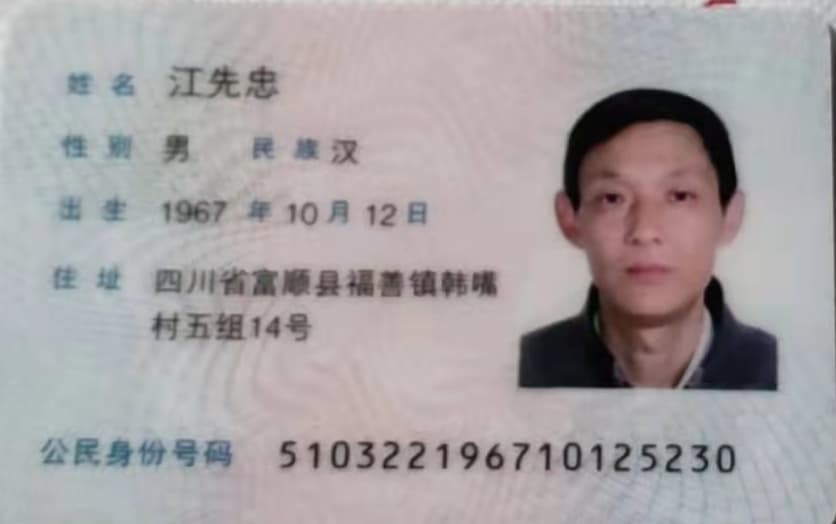 姓名 江先忠
性别 男 民族 汉
出生 1967 年 10 月 12 日
住址 四川省富顺县福善镇韩嘴
村五组14号
公民身份号码 510322196710125230